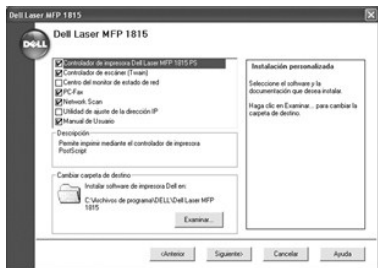 Dell Laser MFP 1815
DELL
Dell Laser MFP 1815
Controlador de impresora Dell Laser MFP 1815 PS
Controlador de escáner (Twain)
Centro del monitor de estado de red
PC-Fax
Network Scan
Utilidad de ajuste de la dirección IP
Manual de Usuario
Descripción
Permite imprimir mediante el controlador de impresora
PostScript
Cambiar carpeta de destino
Instalar software de impresora Dell en:
C:\Archivos de programa\DELL\Dell Laser MFP
1815
Examinar...
Instalación personalizada
Seleccione el software y la
documentación que desea instalar.
Haga clic en Examinar... para cambiar la
carpeta de destino.
<Anterior
Siguiente>
Cancelar
Ayuda